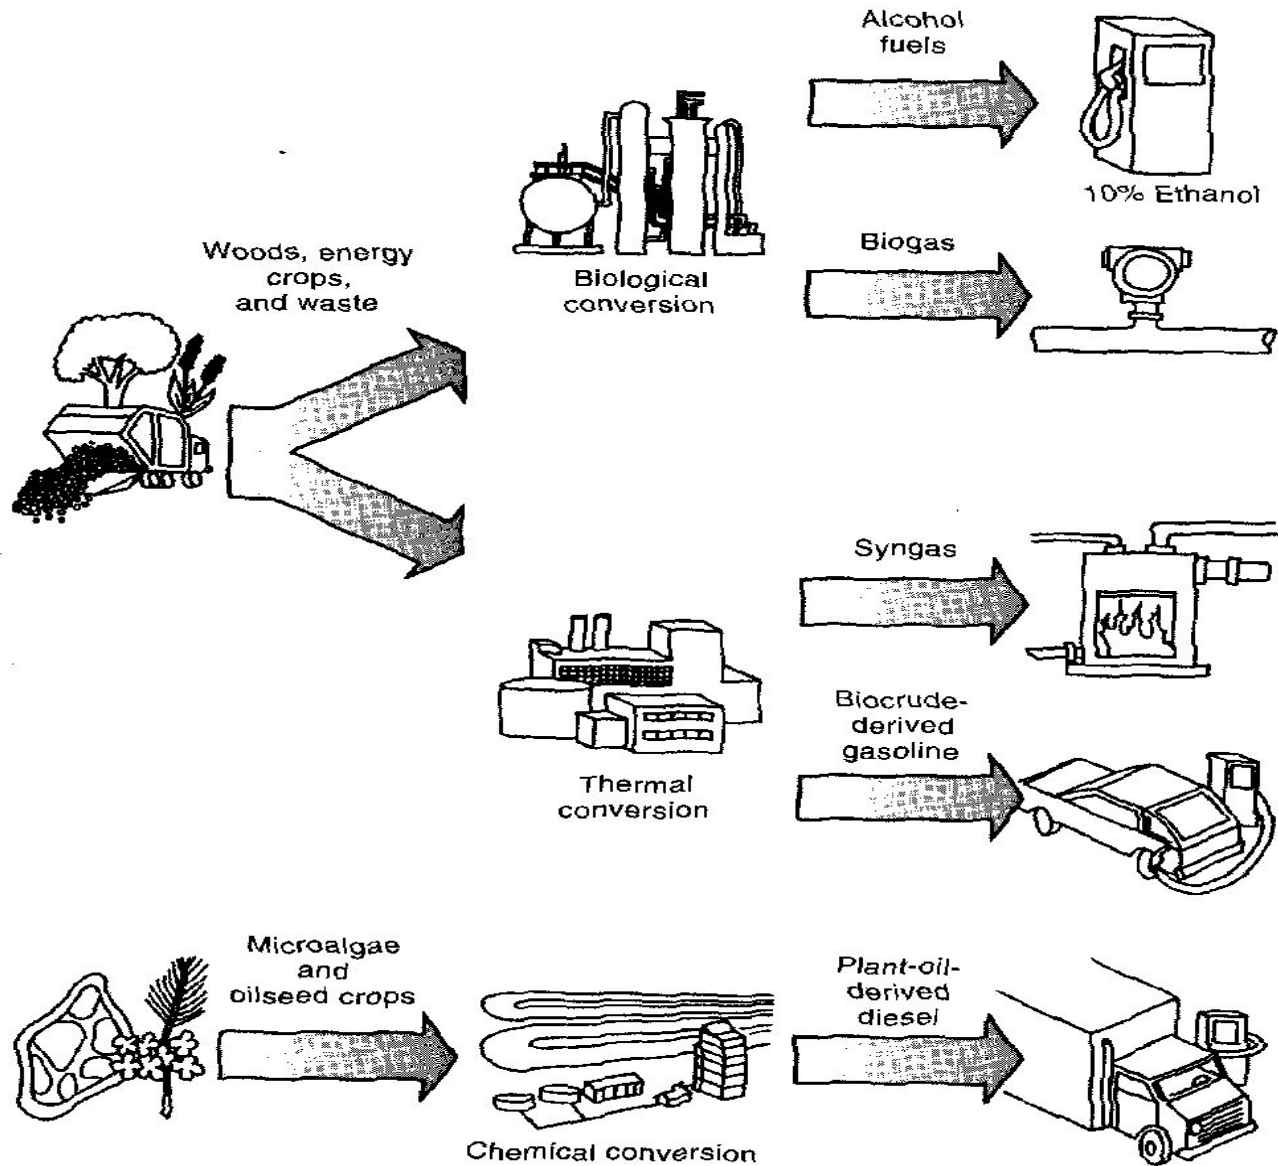 Alcohol
fuels
10% Ethanol
Biogas
Woods, energy
crops,
and waste
Biological
conversion
Syngas
Biocrude-
derived
gasoline
Thermal
conversion
Microalgae
and
oilseed crops
Plant-oil-
derived
diesel
Chemical conversion